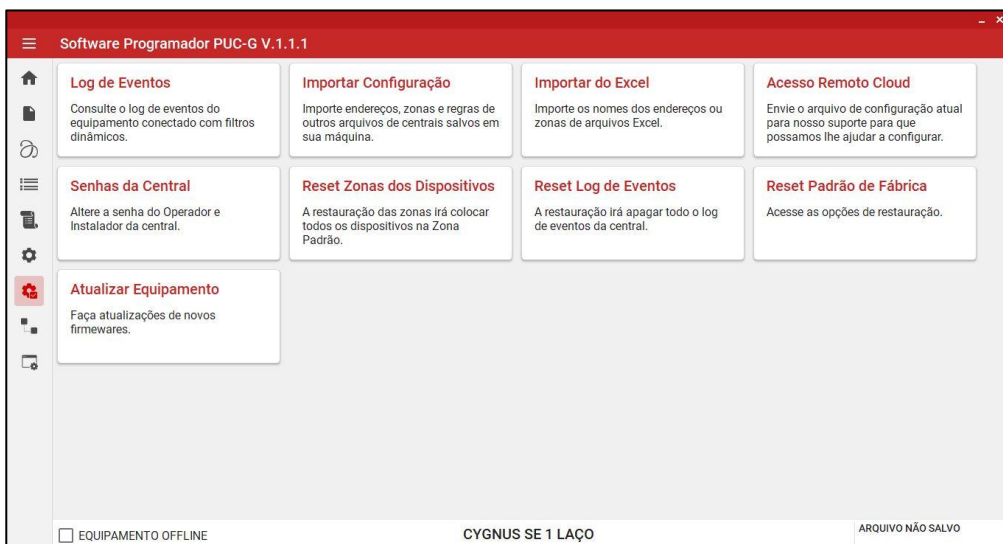 Software Programador PUC-G V.1.1.1
Log de Eventos
Consulte o log de eventos do
equipamento conectado com filtros
dinâmicos.
Importar Configuração
Importe endereços, zonas e regras de
outros arquivos de centrais salvos em
sua máquina.
Importar do Excel
Importe os nomes dos endereços ou
zonas de arquivos Excel.
Acesso Remoto Cloud
Envie o arquivo de configuração atual
para nosso suporte para que
possamos lhe ajudar a configurar.
Senhas da Central
Altere a senha do Operador e
Instalador da central.
Reset Zonas dos Dispositivos
A restauração das zonas irá colocar
todos os dispositivos na Zona
Padrão.
Reset Log de Eventos
A restauração irá apagar todo o log
de eventos da central.
Reset Padrão de Fábrica
Acesse as opções de restauração.
Atualizar Equipamento
Faça atualizações de novos
firmewares.
EQUIPAMENTO OFFLINE
CYGNUS SE 1 LAÇO
ARQUIVO NÃO SALVO